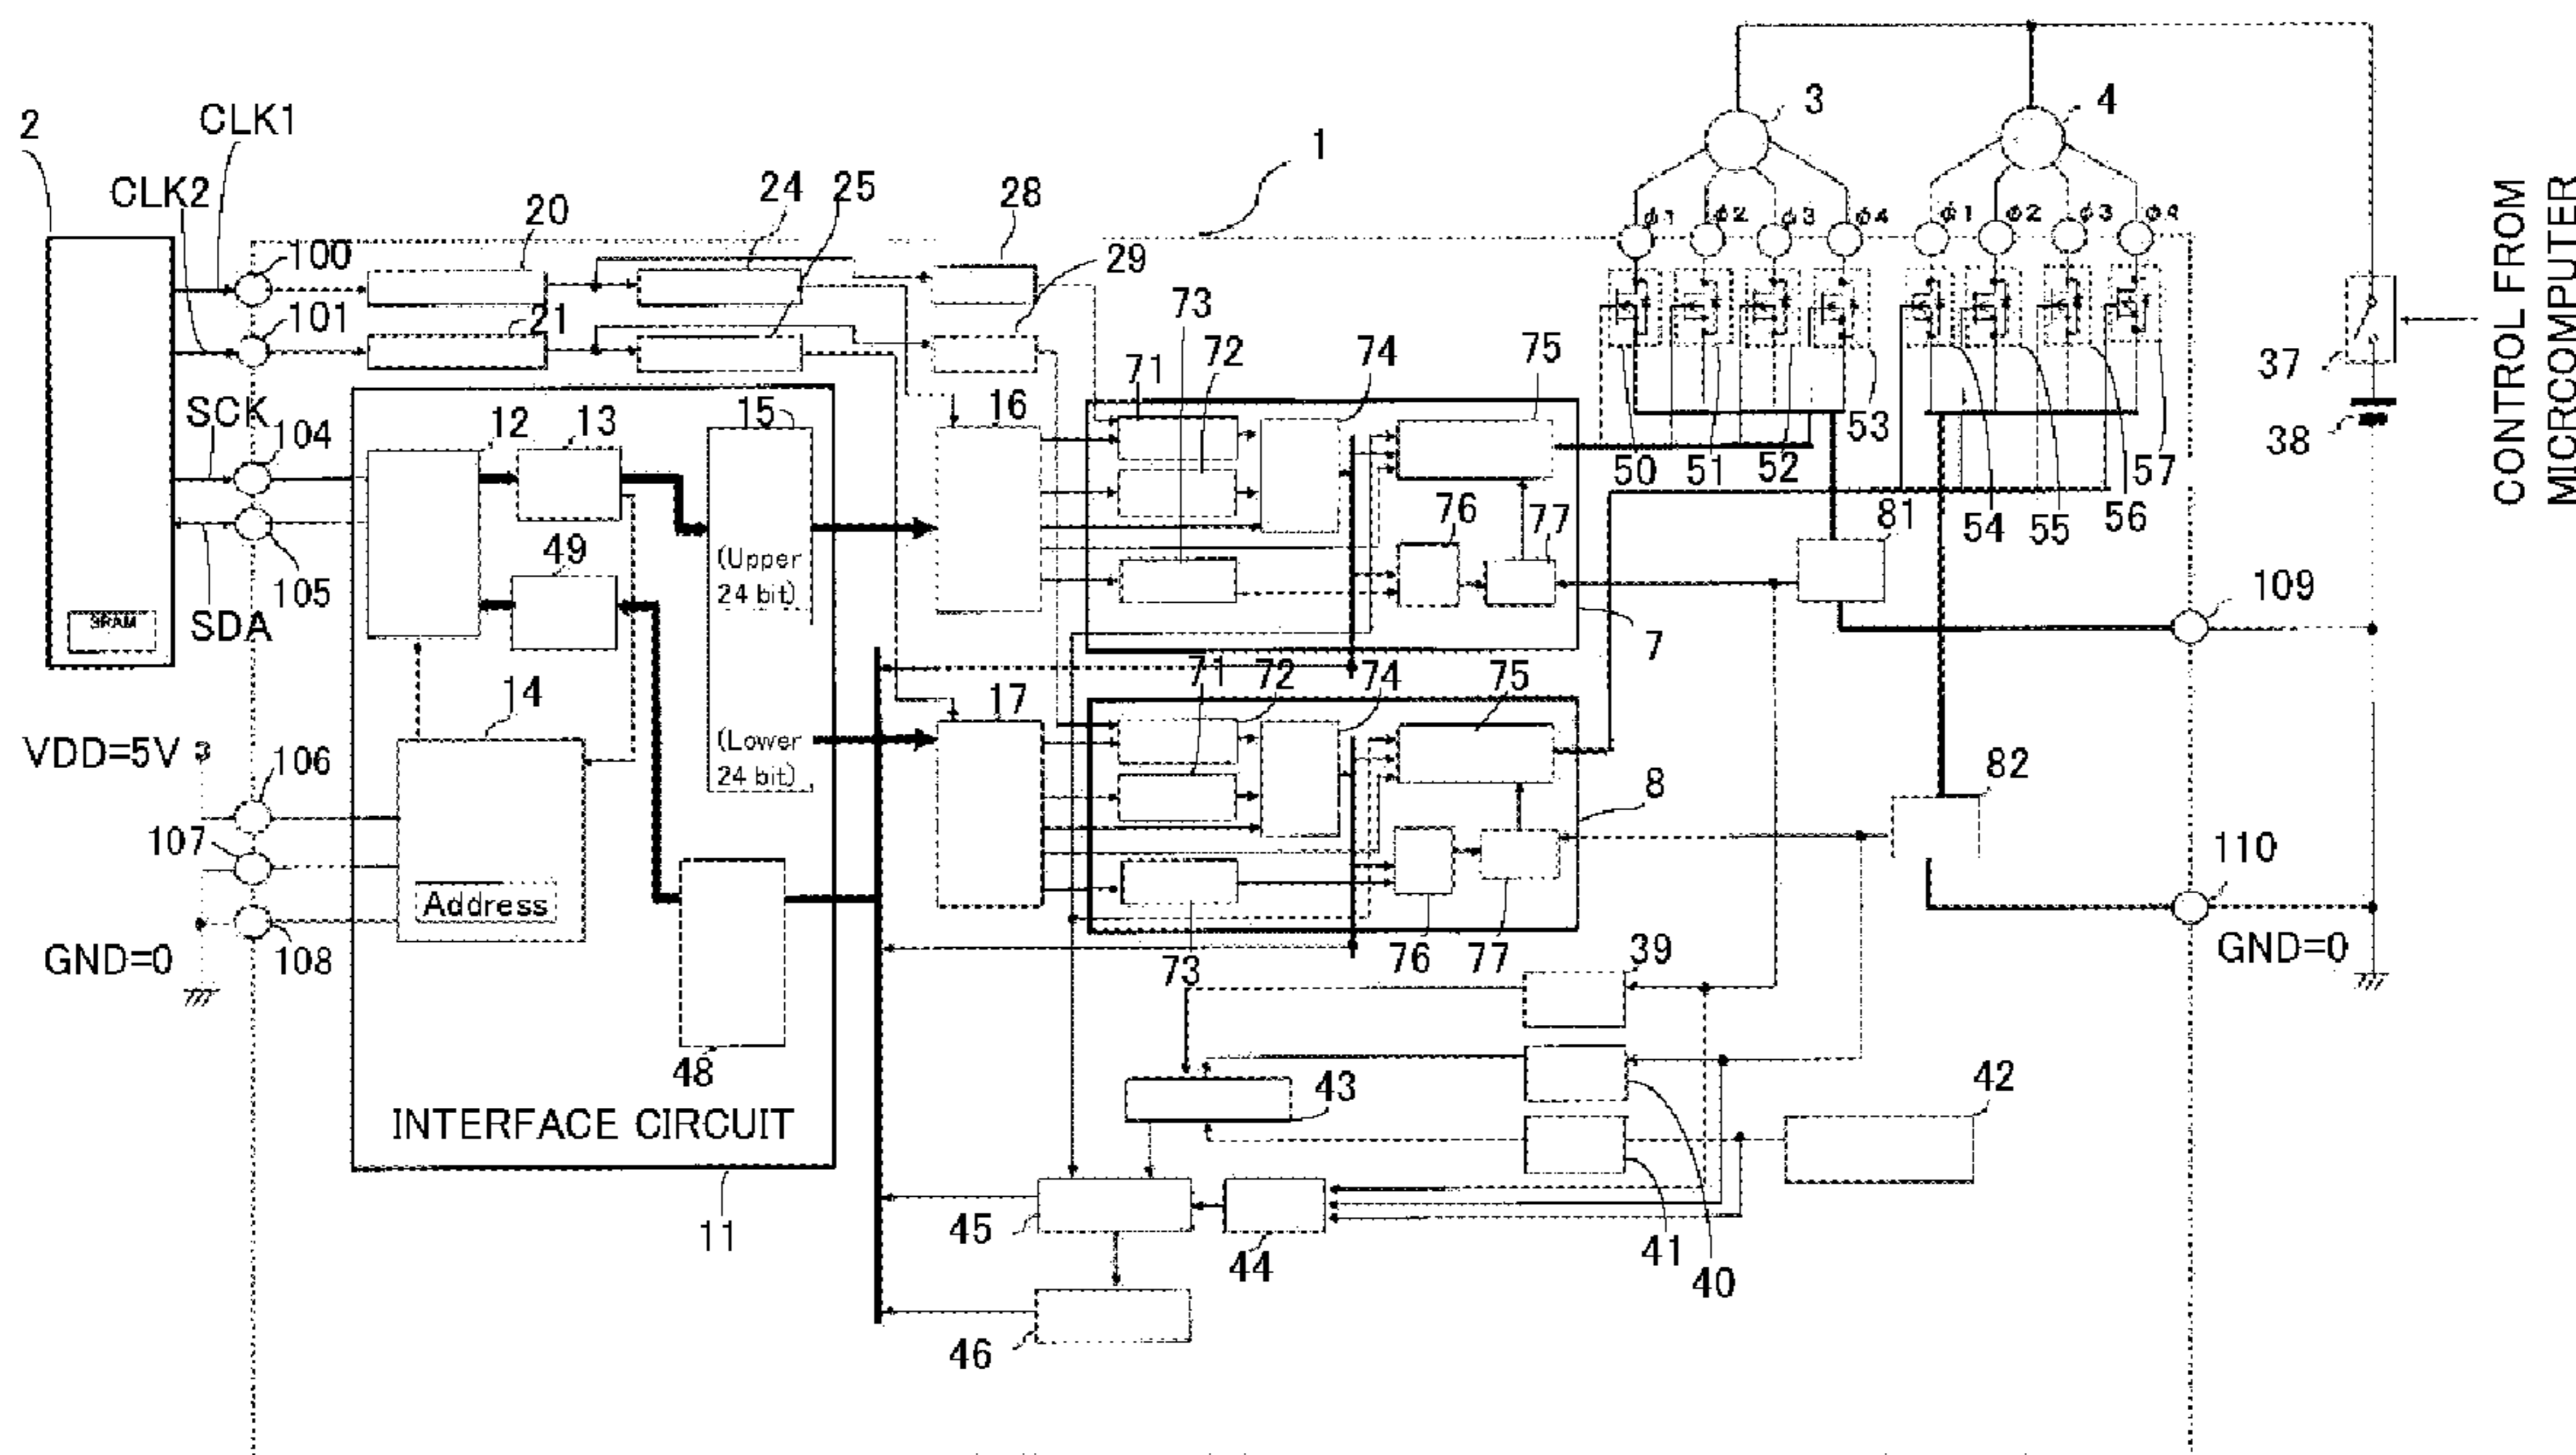 2
CLK1
CLK2
100
101
SCK
104
105
SDA
SRAM
VDD=5V
106
107
108
GND=0
20
21
24
25
28
29
1
12
13
49
14
Address
15
(Upper
24 bit)
(Lower
24 bit)
48
INTERFACE CIRCUIT
11
16
17
71
72
73
74
75
76
77
7
71
72
73
74
75
76
77
8
3
4
φ1
φ2
φ3
φ4
φ1
φ2
φ3
φ4
50
51
52
53
54
55
56
57
81
82
37
38
CONTROL FROM
MICRCOMPUTER
109
110
GND=0
39
40
41
42
43
44
45
46